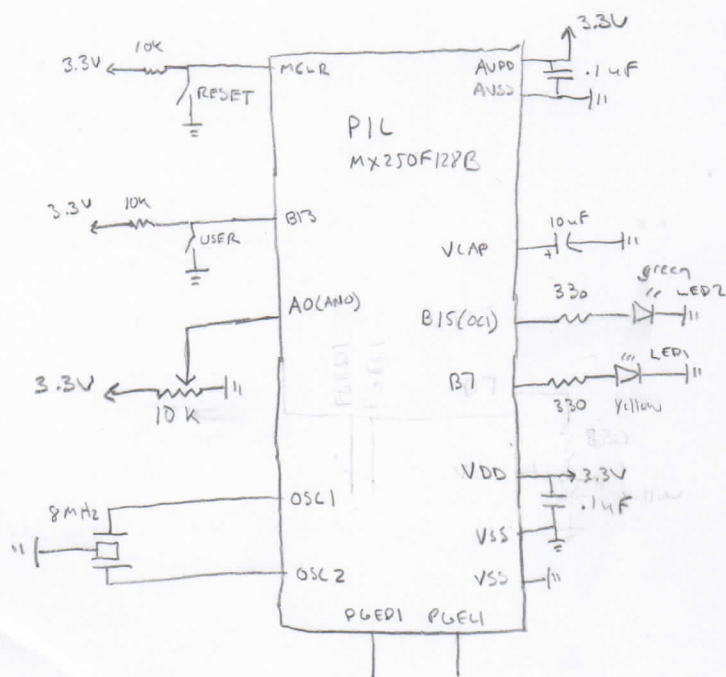 3.3V
10K
MCLR
RESET
3.3V
10K
B13
USER
A0(AN0)
3.3V
10K
8MHz
OSC1
OSC2
PIC
MX250F128B
AVDD
3.3V
.1uF
AVSS
VCAP
10uF
+
B15(OC1)
330
green
LED2
B7
330
LED1
Yellow
VDD
3.3V
.1uF
VSS
VSS
PGED1
PGEC1